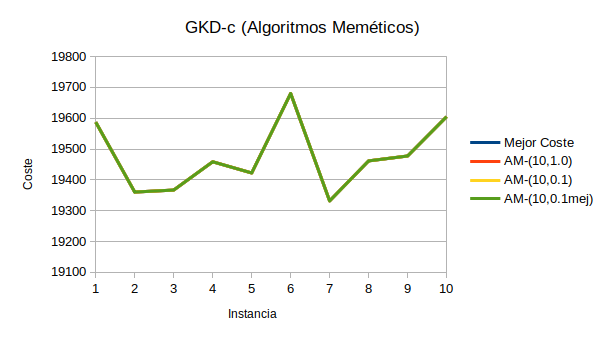 GKD-c (Algoritmos Meméticos)
19800
19700
19600
19500
19400
19300
19200
19100
Coste
1 2 3 4 5 6 7 8 9 10
Instancia
Mejor Coste
AM-(10,1.0)
AM-(10,0.1)
AM-(10,0.1mej)